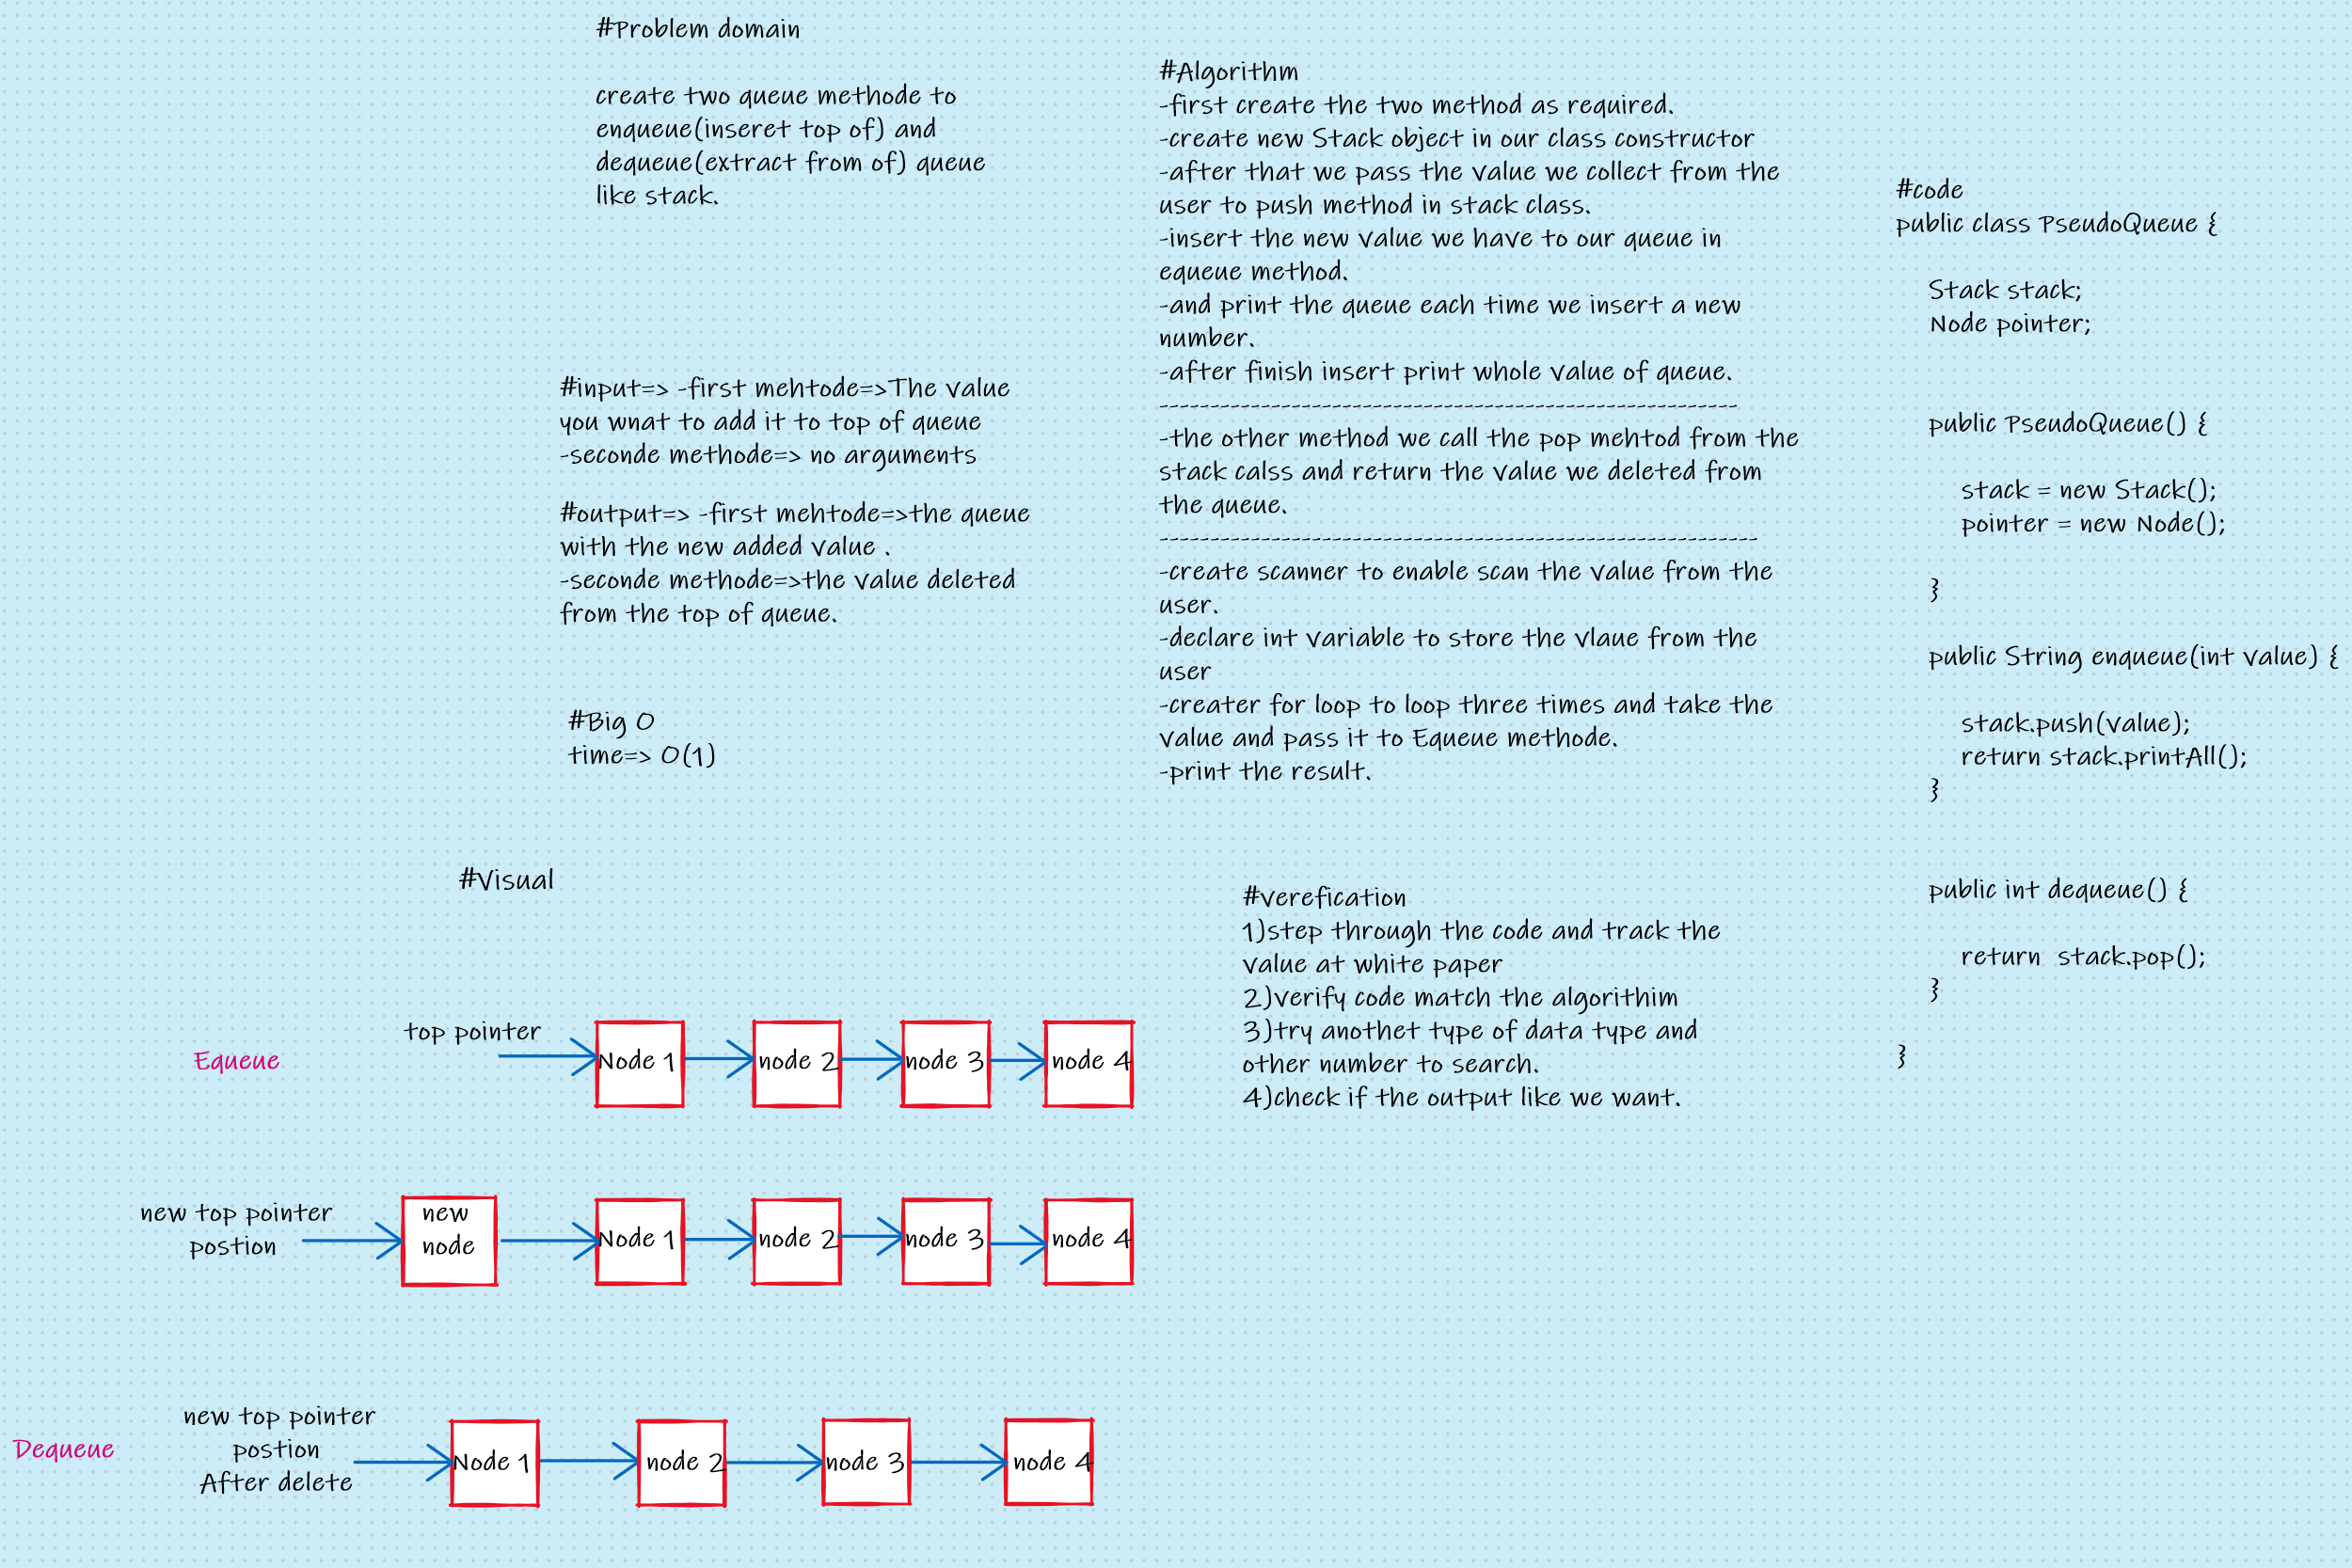 #Problem domain
create two queue methode to
enqueue(inseret top of) and
dequeue(extract from of) queue
like stack.
#input=> -first mehtode=>The value
you wnat to add it to top of queue
-seconde methode=> no arguments
#output=> -first mehtode=>the queue
with the new added value .
-seconde methode=>the value deleted
from the top of queue.
#Big O
time=> O(1)
#Algorithm
-first create the two method as required.
-create new Stack object in our class constructor
-after that we pass the value we collect from the
user to push method in stack class.
-insert the new value we have to our queue in
equeue method.
-and print the queue each time we insert a new
number.
-after finish insert print whole value of queue.
---------------------------------------------------------
-the other method we call the pop mehtod from the
stack calss and return the value we deleted from
the queue.
-----------------------------------------------------------
-create scanner to enable scan the value from the
user.
-declare int variable to store the vlaue from the
user
-creater for loop to loop three times and take the
value and pass it to Equeue methode.
-print the result.
#code
public class PseudoQueue {
Stack stack;
Node pointer;
public PseudoQueue() {
stack = new Stack();
pointer = new Node();
}
public String enqueue(int value) {
stack.push(value);
return stack.printAll();
}
public int dequeue() {
return  stack.pop();
}
}
#verefication
1)step through the code and track the
value at white paper
2)verify code match the algorithim
3)try anothet type of data type and
other number to search.
4)check if the output like we want.
#Visual
Equeue
top pointer
Node 1 node 2 node 3 node 4
new top pointer
postion
new
node
Node 1 node 2 node 3 node 4
Dequeue
new top pointer
postion
After delete
Node 1 node 2 node 3 node 4